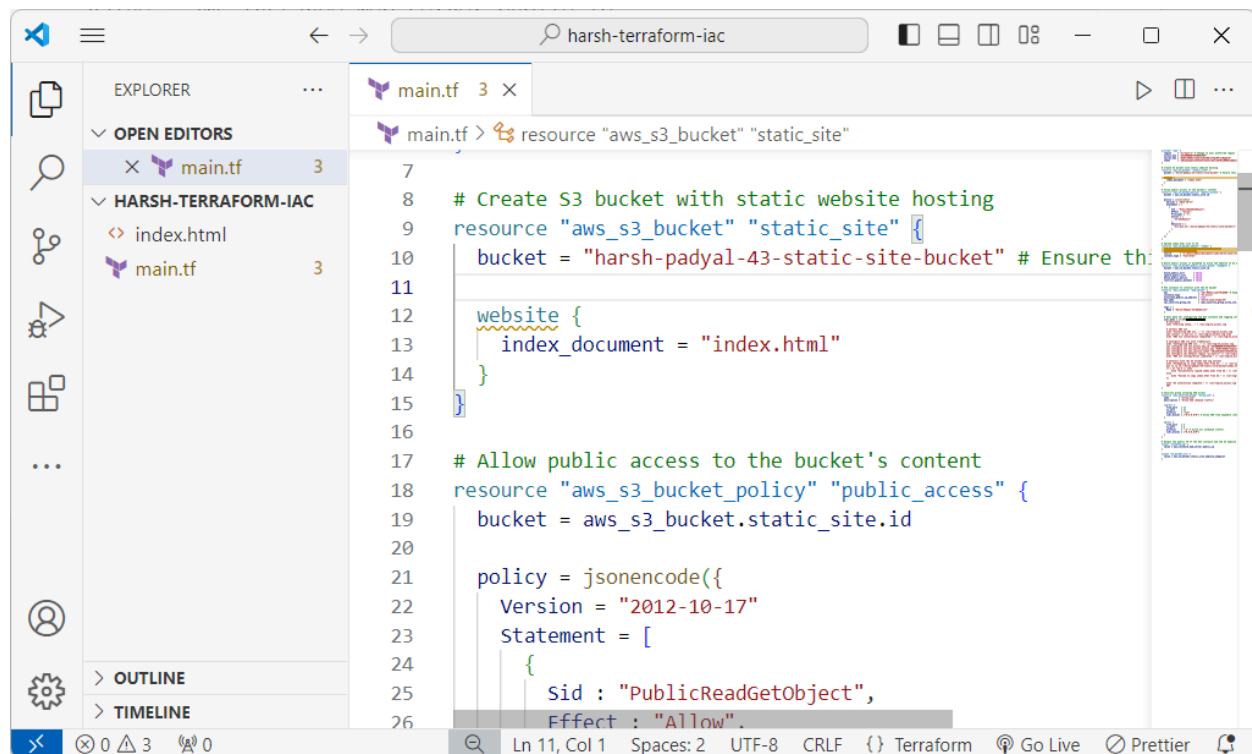 harsh-terraform-iac
EXPLORER
OPEN EDITORS
main.tf 3
HARSH-TERRAFORM-IAC
index.html
main.tf 3
OUTLINE
TIMELINE
main.tf 3
main.tf > resource "aws_s3_bucket" "static_site"
7
8 # Create S3 bucket with static website hosting
9 resource "aws_s3_bucket" "static_site" {
10 bucket = "harsh-padyal-43-static-site-bucket" # Ensure thi
11
12 website {
13 index_document = "index.html"
14 }
15 }
16
17 # Allow public access to the bucket's content
18 resource "aws_s3_bucket_policy" "public_access" {
19 bucket = aws_s3_bucket.static_site.id
20
21 policy = jsonencode({
22 Version = "2012-10-17"
23 Statement = [
24 {
25 Sid : "PublicReadGetObject",
26 Effect : "Allow",
0 3 0 Ln 11, Col 1 Spaces: 2 UTF-8 CRLF {} Terraform Go Live Prettier